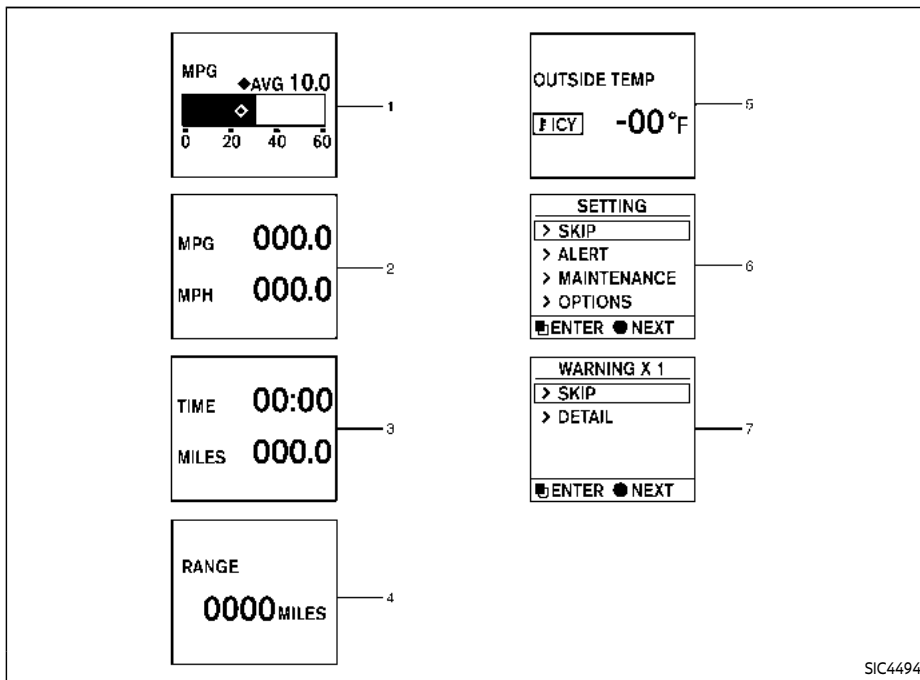 MPG
◆AVG 10.0
0 20 40 60
1
MPG 000.0
MPH 000.0
2
TIME 00:00
MILES 000.0
3
RANGE
0000 MILES
4
OUTSIDE TEMP
ICY -00°F
5
SETTING
> SKIP
> ALERT
> MAINTENANCE
> OPTIONS
ENTER ● NEXT
6
WARNING X 1
> SKIP
> DETAIL
ENTER ● NEXT
7
SIC4494